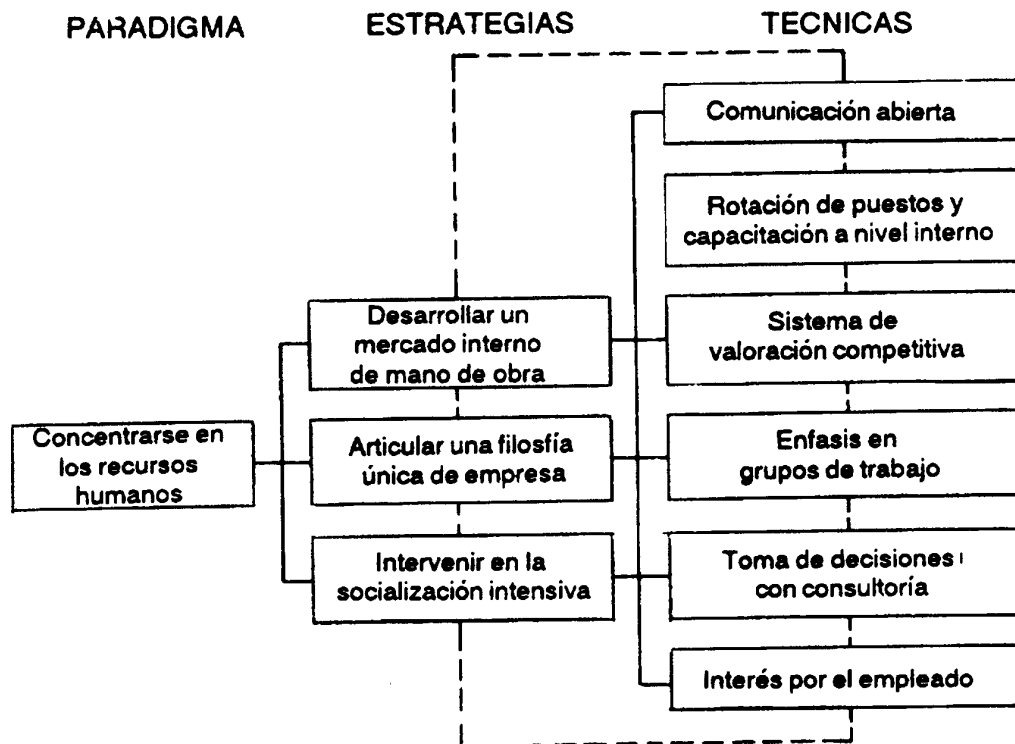 PARADIGMA
ESTRATEGIAS
TECNICAS
Concentrarse en
los recursos
humanos
Desarrollar un
mercado interno
de mano de obra
Articular una filosfía
única de empresa
Intervenir en la
socialización intensiva
Comunicación abierta
Rotación de puestos y
capacitación a nivel interno
Sistema de
valoración competitiva
Enfasis en
grupos de trabajo
Toma de decisiones
con consultoría
Interés por el empleado